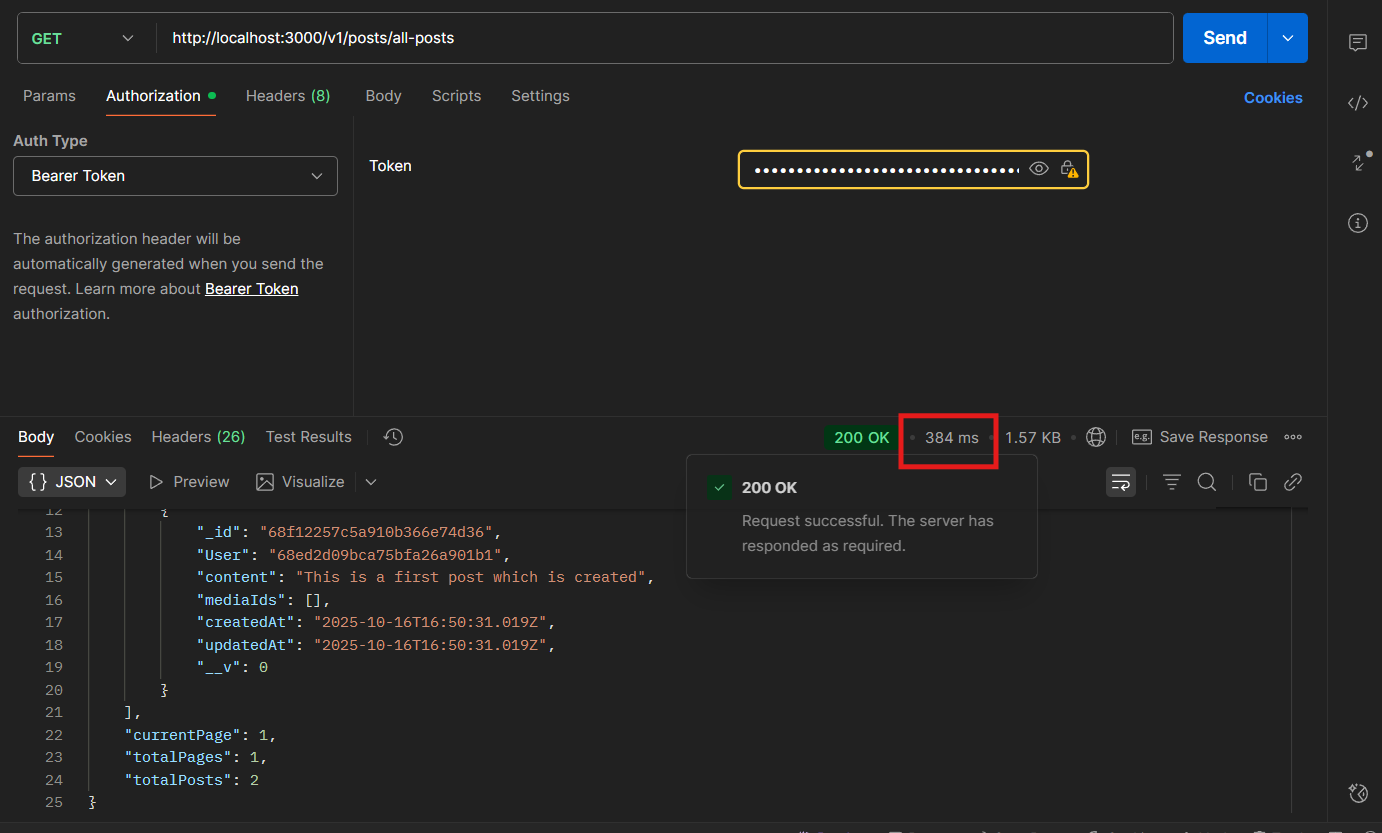 GET http://localhost:3000/v1/posts/all-posts Send
Params Authorization Headers (8) Body Scripts Settings Cookies
Auth Type
Bearer Token
Token
••••••••••••••••••••••••••••••••
The authorization header will be
automatically generated when you send the
request. Learn more about Bearer Token
authorization.
Body Cookies Headers (26) Test Results 200 OK • 384 ms • 1.57 KB • e.g. Save Response
{} JSON Preview Visualize
200 OK
Request successful. The server has
responded as required.
12 {
13 "_id": "68f12257c5a910b366e74d36",
14 "User": "68ed2d09bca75bfa26a901b1",
15 "content": "This is a first post which is created",
16 "mediaIds": [],
17 "createdAt": "2025-10-16T16:50:31.019Z",
18 "updatedAt": "2025-10-16T16:50:31.019Z",
19 "__v": 0
20 }
21 ],
22 "currentPage": 1,
23 "totalPages": 1,
24 "totalPosts": 2
25 }